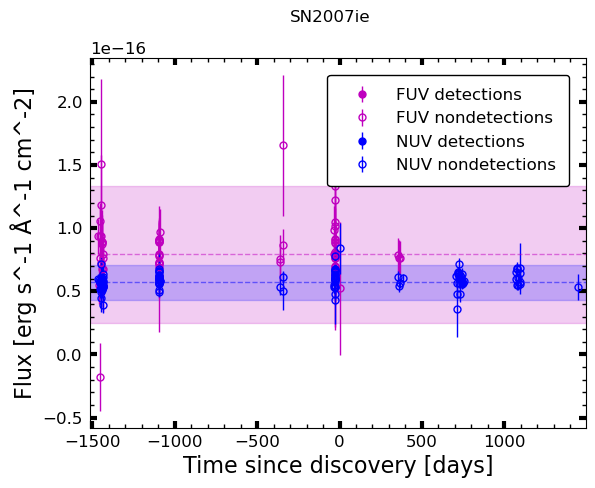 SN2007ie
1e−16
FUV detections
FUV nondetections
NUV detections
NUV nondetections
2.0
1.5
1.0
0.5
0.0
−0.5
Flux [erg s^-1 Å^-1 cm^-2]
−1500 −1000 −500 0 500 1000
Time since discovery [days]